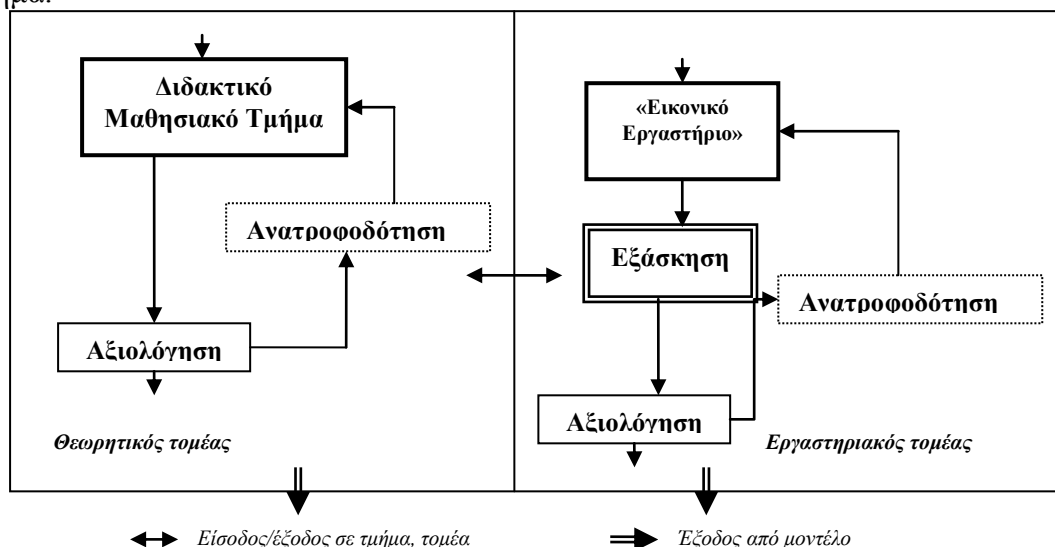 Διδακτικό
Μαθησιακό Τμήμα
Ανατροφοδότηση
Αξιολόγηση
Θεωρητικός τομέας
«Εικονικό
Εργαστήριο»
Εξάσκηση
Ανατροφοδότηση
Αξιολόγηση
Εργαστηριακός τομέας
Είσοδος/έξοδος σε τμήμα, τομέα
Έξοδος από μοντέλο